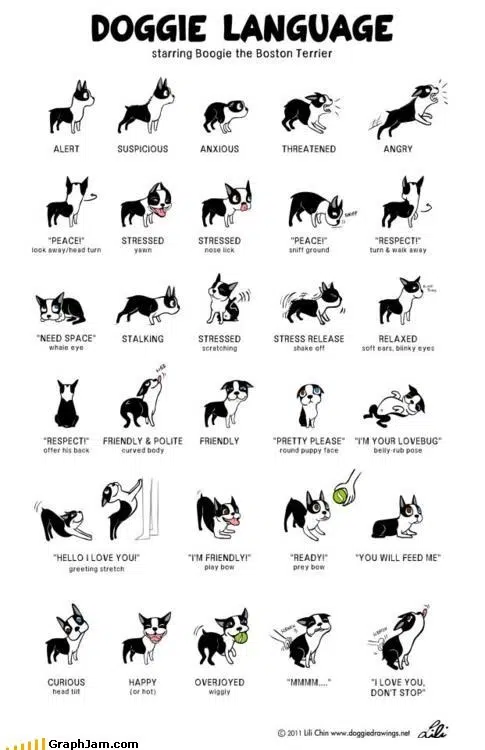 DOGGIE LANGUAGE
starring Boogie the Boston Terrier
ALERT
SUSPICIOUS
ANXIOUS
THREATENED
ANGRY
"PEACE!"
look away/head turn
STRESSED
yawn
STRESSED
nose lick
SNIFF
"PEACE!"
sniff ground
"RESPECT!"
turn & walk away
"NEED SPACE"
whale eye
STALKING
STRESSED
scratching
STRESS RELEASE
shake off
RELAXED
soft ears, blinky eyes
"RESPECT!"
offer his back
FRIENDLY & POLITE
curved body
FRIENDLY
"PRETTY PLEASE"
round puppy face
"I'M YOUR LOVEBUG"
belly-rub pose
"HELLO I LOVE YOU!"
greeting stretch
"I'M FRIENDLY!"
play bow
"READY!"
prey bow
"YOU WILL FEED ME"
CURIOUS
head tilt
HAPPY
(or hot)
OVERJOYED
wiggly
"MMMM...."
"I LOVE YOU,
DON'T STOP"
© 2011 Lili Chin www.doggiedrawings.net
Lili
GraphJam.com